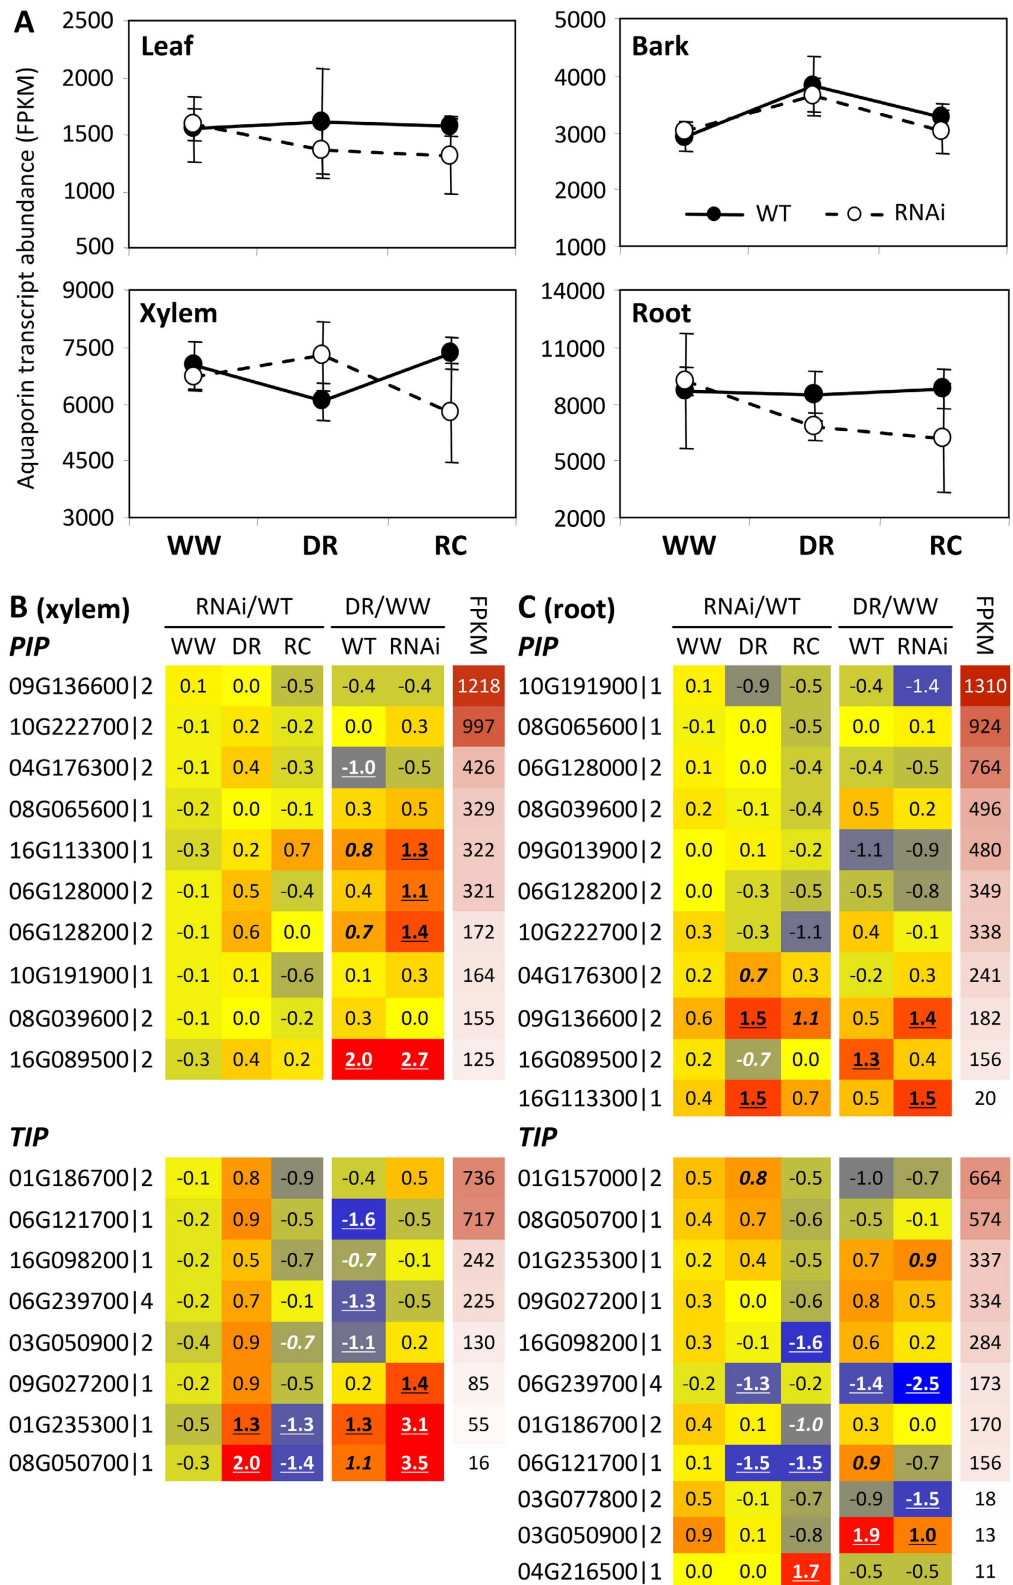 A
Aquaporin transcript abundance (FPKM)
Leaf
2500
2000
1500
1000
500
Bark
5000
4000
3000
2000
1000
WT RNAi
Xylem
9000
7500
6000
4500
3000
Root
14000
11000
8000
5000
2000
WW DR RC
WW DR RC
B (xylem) RNAi/WT DR/WW FPKM
PIP WW DR RC WT RNAi
09G136600|2 0.1 0.0 -0.5 -0.4 -0.4 1218
10G222700|2 -0.1 0.2 -0.2 0.0 0.3 997
04G176300|2 -0.1 0.4 -0.3 -1.0 -0.5 426
08G065600|1 -0.2 0.0 -0.1 0.3 0.5 329
16G113300|1 -0.3 0.2 0.7 0.8 1.3 322
06G128000|2 -0.1 0.5 -0.4 0.4 1.1 321
06G128200|2 -0.1 0.6 0.0 0.7 1.4 172
10G191900|1 -0.1 0.1 -0.6 0.1 0.3 164
08G039600|2 -0.1 0.0 -0.2 0.3 0.0 155
16G089500|2 -0.3 0.4 0.2 2.0 2.7 125
TIP
01G186700|2 -0.1 0.8 -0.9 -0.4 0.5 736
06G121700|1 -0.2 0.9 -0.5 -1.6 -0.5 717
16G098200|1 -0.2 0.5 -0.7 -0.7 -0.1 242
06G239700|4 -0.2 0.7 -0.1 -1.3 -0.5 225
03G050900|2 -0.4 0.9 -0.7 -1.1 0.2 130
09G027200|1 -0.2 0.9 -0.5 0.2 1.4 85
01G235300|1 -0.5 1.3 -1.3 1.3 3.1 55
08G050700|1 -0.3 2.0 -1.4 1.1 3.5 16
C (root) RNAi/WT DR/WW FPKM
PIP WW DR RC WT RNAi
10G191900|1 0.1 -0.9 -0.5 -0.4 -1.4 1310
08G065600|1 -0.1 0.0 -0.5 0.0 0.1 924
06G128000|2 0.1 0.0 -0.4 -0.4 -0.5 764
08G039600|2 0.2 -0.1 -0.4 0.5 0.2 496
09G013900|2 0.0 0.1 -0.2 -1.1 -0.9 480
06G128200|2 0.0 -0.3 -0.5 -0.5 -0.8 349
10G222700|2 0.3 -0.3 -1.1 0.4 -0.1 338
04G176300|2 0.2 0.7 0.3 -0.2 0.3 241
09G136600|2 0.6 1.5 1.1 0.5 1.4 182
16G089500|2 0.2 -0.7 0.0 1.3 0.4 156
16G113300|1 0.4 1.5 0.7 0.5 1.5 20
TIP
01G157000|2 0.5 0.8 -0.5 -1.0 -0.7 664
08G050700|1 0.4 0.7 -0.6 -0.5 -0.1 574
01G235300|1 0.2 0.4 -0.5 0.7 0.9 337
09G027200|1 0.3 0.0 -0.6 0.8 0.5 334
16G098200|1 0.3 -0.1 -1.6 0.6 0.2 284
06G239700|4 -0.2 -1.3 -0.2 -1.4 -2.5 173
01G186700|2 0.4 0.1 -1.0 0.3 0.0 170
06G121700|1 0.1 -1.5 -1.5 0.9 -0.7 156
03G077800|2 0.5 -0.1 -0.7 -0.9 -1.5 18
03G050900|2 0.9 0.1 -0.8 1.9 1.0 13
04G216500|1 0.0 0.0 1.7 -0.5 -0.5 11